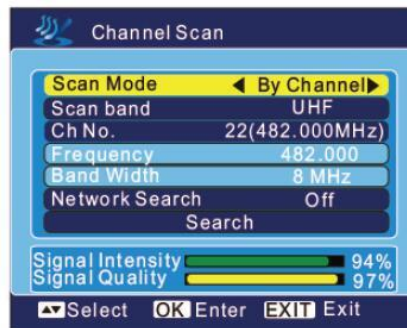 Channel Scan
Scan Mode ◀ By Channel▶
Scan band UHF
Ch No. 22(482.000MHz)
Frequency 482.000
Band Width 8 MHz
Network Search Off
Search
Signal Intensity 94%
Signal Quality 97%
▲▼ Select OK Enter EXIT Exit